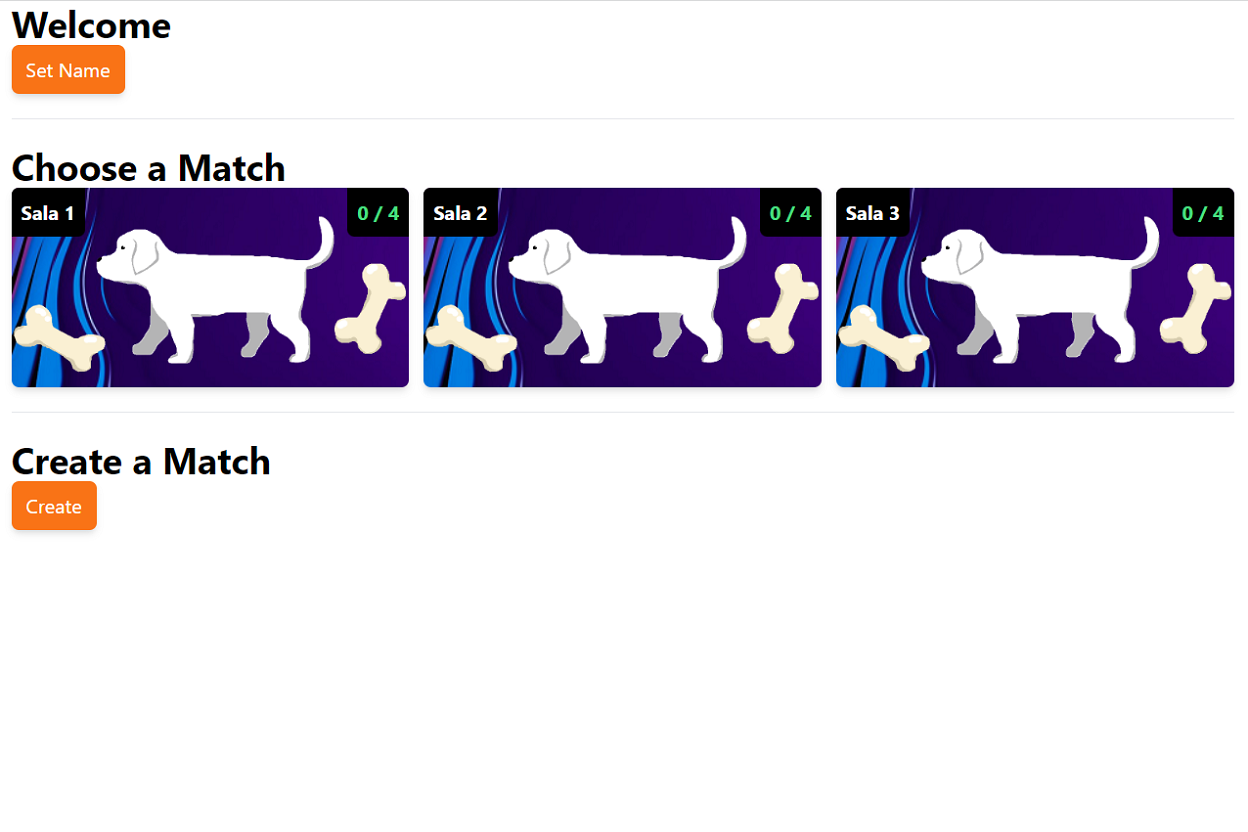 Welcome
Set Name
Choose a Match
Sala 1
0 / 4
Sala 2
0 / 4
Sala 3
0 / 4
Create a Match
Create